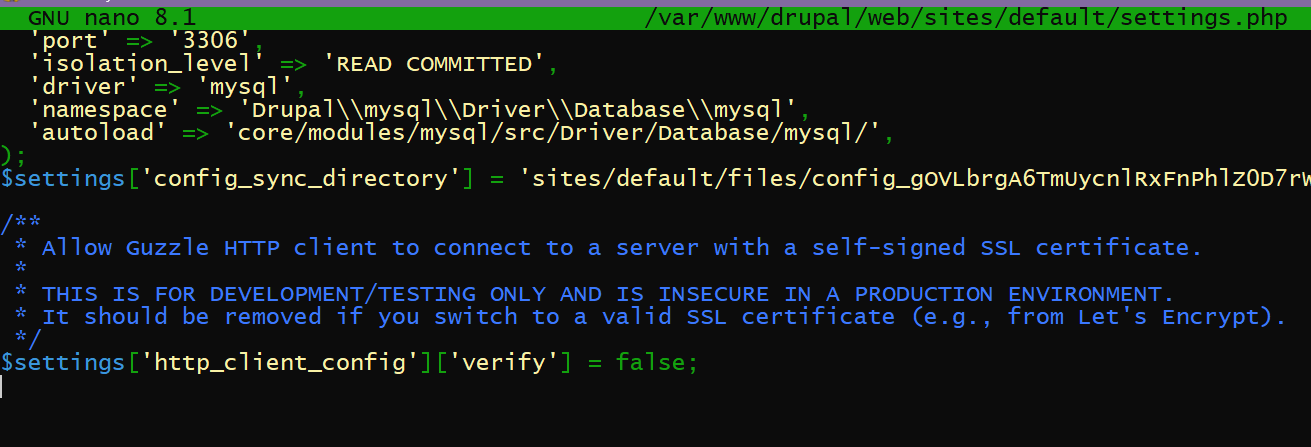 GNU nano 8.1 /var/www/drupal/web/sites/default/settings.php
'port' => '3306',
'isolation_level' => 'READ COMMITTED',
'driver' => 'mysql',
'namespace' => 'Drupal\\mysql\\Driver\\Database\\mysql',
'autoload' => 'core/modules/mysql/src/Driver/Database/mysql/',
);
$settings['config_sync_directory'] = 'sites/default/files/config_gOVLbrgA6TmUycnlRxFnPhlZ0D7rW
/**
* Allow Guzzle HTTP client to connect to a server with a self-signed SSL certificate.
*
* THIS IS FOR DEVELOPMENT/TESTING ONLY AND IS INSECURE IN A PRODUCTION ENVIRONMENT.
* It should be removed if you switch to a valid SSL certificate (e.g., from Let's Encrypt).
*/
$settings['http_client_config']['verify'] = false;